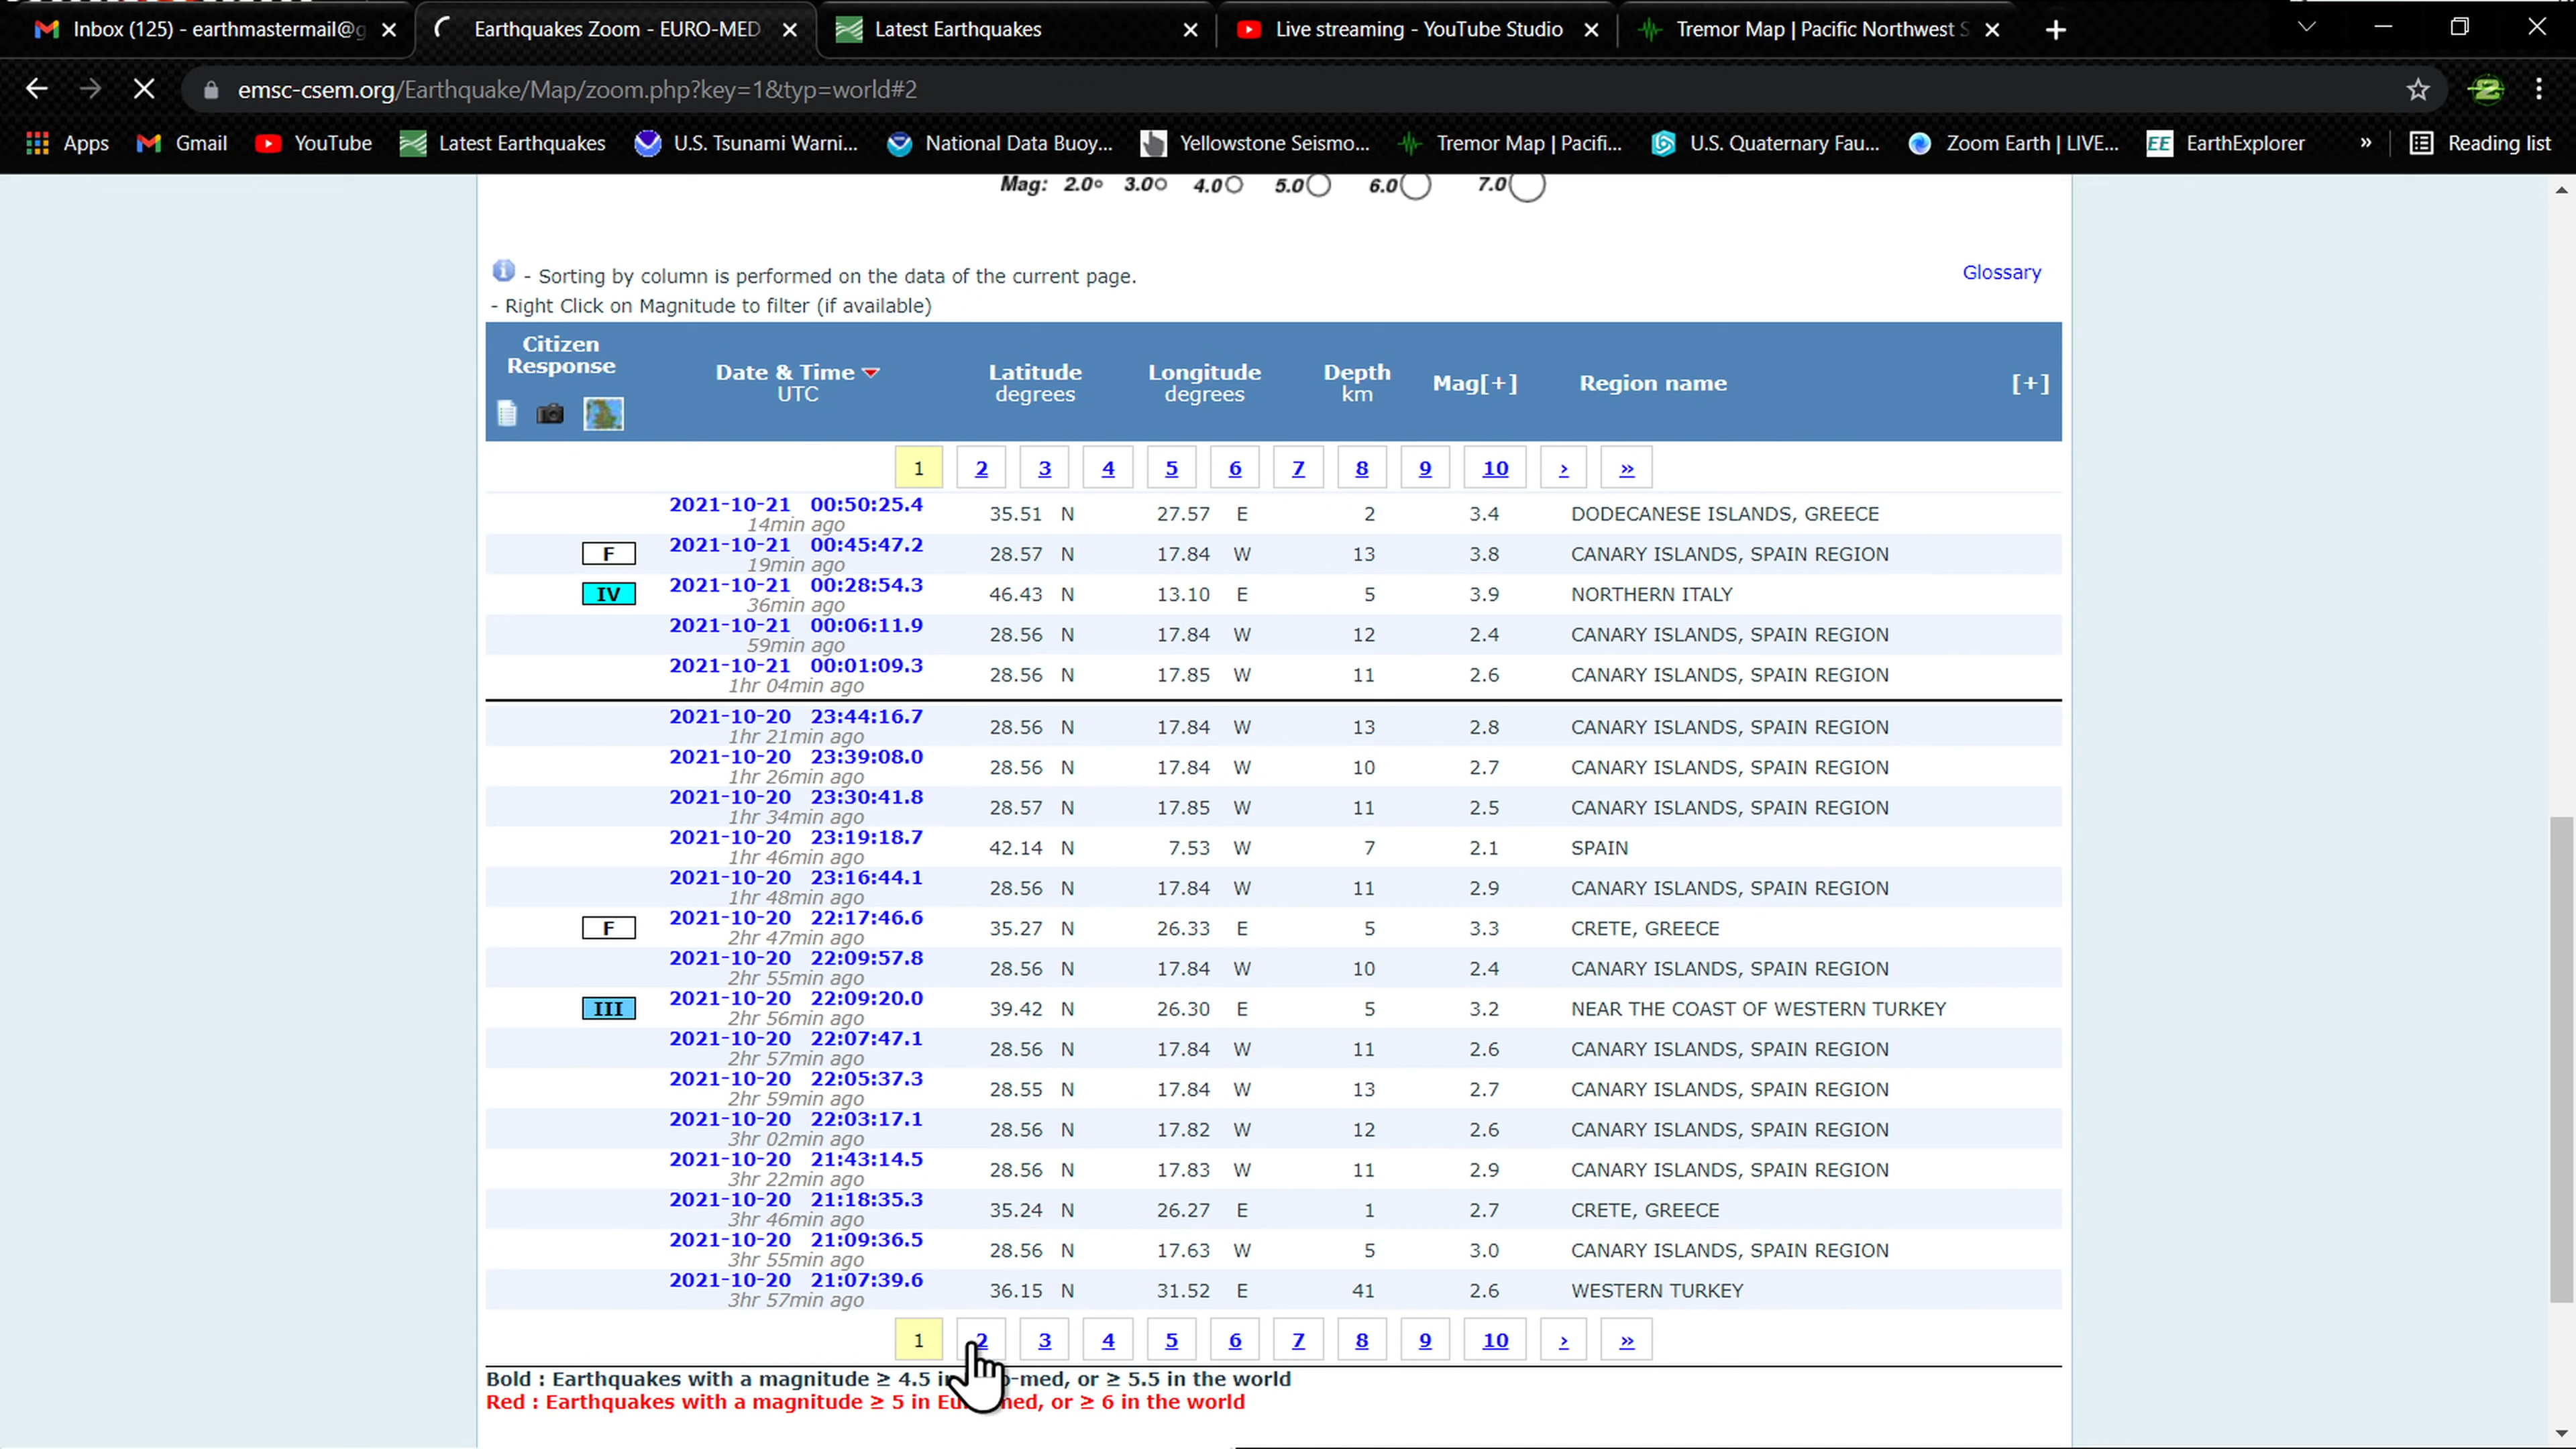 Inbox (125) - earthmastermail@g
Earthquakes Zoom - EURO-MED
Latest Earthquakes
Live streaming - YouTube Studio
Tremor Map | Pacific Northwest S
emsc-csem.org/Earthquake/Map/zoom.php?key=1&typ=world#2
Apps
Gmail
YouTube
Latest Earthquakes
U.S. Tsunami Warni...
National Data Buoy...
Yellowstone Seismo...
Tremor Map | Pacifi...
U.S. Quaternary Fau...
Zoom Earth | LIVE...
EE EarthExplorer
»
Reading list
Mag: 2.0 3.0 4.0 5.0 6.0 7.0
- Sorting by column is performed on the data of the current page.
Glossary
- Right Click on Magnitude to filter (if available)
Citizen Response
Date & Time UTC
Latitude degrees
Longitude degrees
Depth km
Mag[+]
Region name
[+]
1 2 3 4 5 6 7 8 9 10 › »
2021-10-21 00:50:25.4 35.51 N 27.57 E 2 3.4 DODECANESE ISLANDS, GREECE
14min ago
F 2021-10-21 00:45:47.2 28.57 N 17.84 W 13 3.8 CANARY ISLANDS, SPAIN REGION
19min ago
IV 2021-10-21 00:28:54.3 46.43 N 13.10 E 5 3.9 NORTHERN ITALY
36min ago
2021-10-21 00:06:11.9 28.56 N 17.84 W 12 2.4 CANARY ISLANDS, SPAIN REGION
59min ago
2021-10-21 00:01:09.3 28.56 N 17.85 W 11 2.6 CANARY ISLANDS, SPAIN REGION
1hr 04min ago
2021-10-20 23:44:16.7 28.56 N 17.84 W 13 2.8 CANARY ISLANDS, SPAIN REGION
1hr 21min ago
2021-10-20 23:39:08.0 28.56 N 17.84 W 10 2.7 CANARY ISLANDS, SPAIN REGION
1hr 26min ago
2021-10-20 23:30:41.8 28.57 N 17.85 W 11 2.5 CANARY ISLANDS, SPAIN REGION
1hr 34min ago
2021-10-20 23:19:18.7 42.14 N 7.53 W 7 2.1 SPAIN
1hr 46min ago
2021-10-20 23:16:44.1 28.56 N 17.84 W 11 2.9 CANARY ISLANDS, SPAIN REGION
1hr 48min ago
F 2021-10-20 22:17:46.6 35.27 N 26.33 E 5 3.3 CRETE, GREECE
2hr 47min ago
2021-10-20 22:09:57.8 28.56 N 17.84 W 10 2.4 CANARY ISLANDS, SPAIN REGION
2hr 55min ago
III 2021-10-20 22:09:20.0 39.42 N 26.30 E 5 3.2 NEAR THE COAST OF WESTERN TURKEY
2hr 56min ago
2021-10-20 22:07:47.1 28.56 N 17.84 W 11 2.6 CANARY ISLANDS, SPAIN REGION
2hr 57min ago
2021-10-20 22:05:37.3 28.55 N 17.84 W 13 2.7 CANARY ISLANDS, SPAIN REGION
2hr 59min ago
2021-10-20 22:03:17.1 28.56 N 17.82 W 12 2.6 CANARY ISLANDS, SPAIN REGION
3hr 02min ago
2021-10-20 21:43:14.5 28.56 N 17.83 W 11 2.9 CANARY ISLANDS, SPAIN REGION
3hr 22min ago
2021-10-20 21:18:35.3 35.24 N 26.27 E 1 2.7 CRETE, GREECE
3hr 46min ago
2021-10-20 21:09:36.5 28.56 N 17.63 W 5 3.0 CANARY ISLANDS, SPAIN REGION
3hr 55min ago
2021-10-20 21:07:39.6 36.15 N 31.52 E 41 2.6 WESTERN TURKEY
3hr 57min ago
1 2 3 4 5 6 7 8 9 10 › »
Bold : Earthquakes with a magnitude ≥ 4.5 i -med, or ≥ 5.5 in the world
Red : Earthquakes with a magnitude ≥ 5 in Eu med, or ≥ 6 in the world